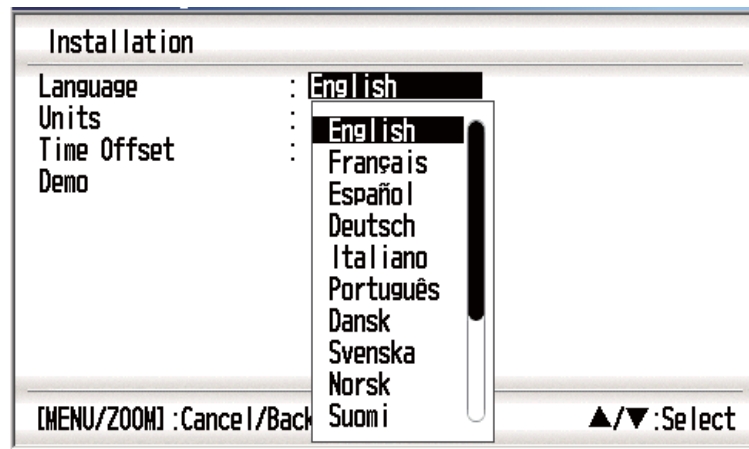 Installation
Language : English
Units :
Time Offset :
Demo
English
Français
Español
Deutsch
Italiano
Português
Dansk
Svenska
Norsk
Suomi
[MENU/ZOOM]:Cancel/Back ▲/▼:Select